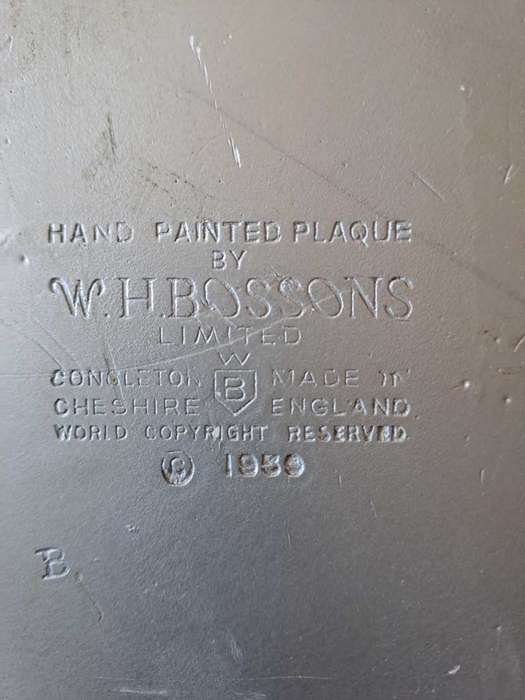 HAND PAINTED PLAQUE
BY
W.H.BOSSONS
LIMITED
W
CONGLETON B MADE IN
CHESHIRE ENGLAND
WORLD COPYRIGHT RESERVED
© 1959
B